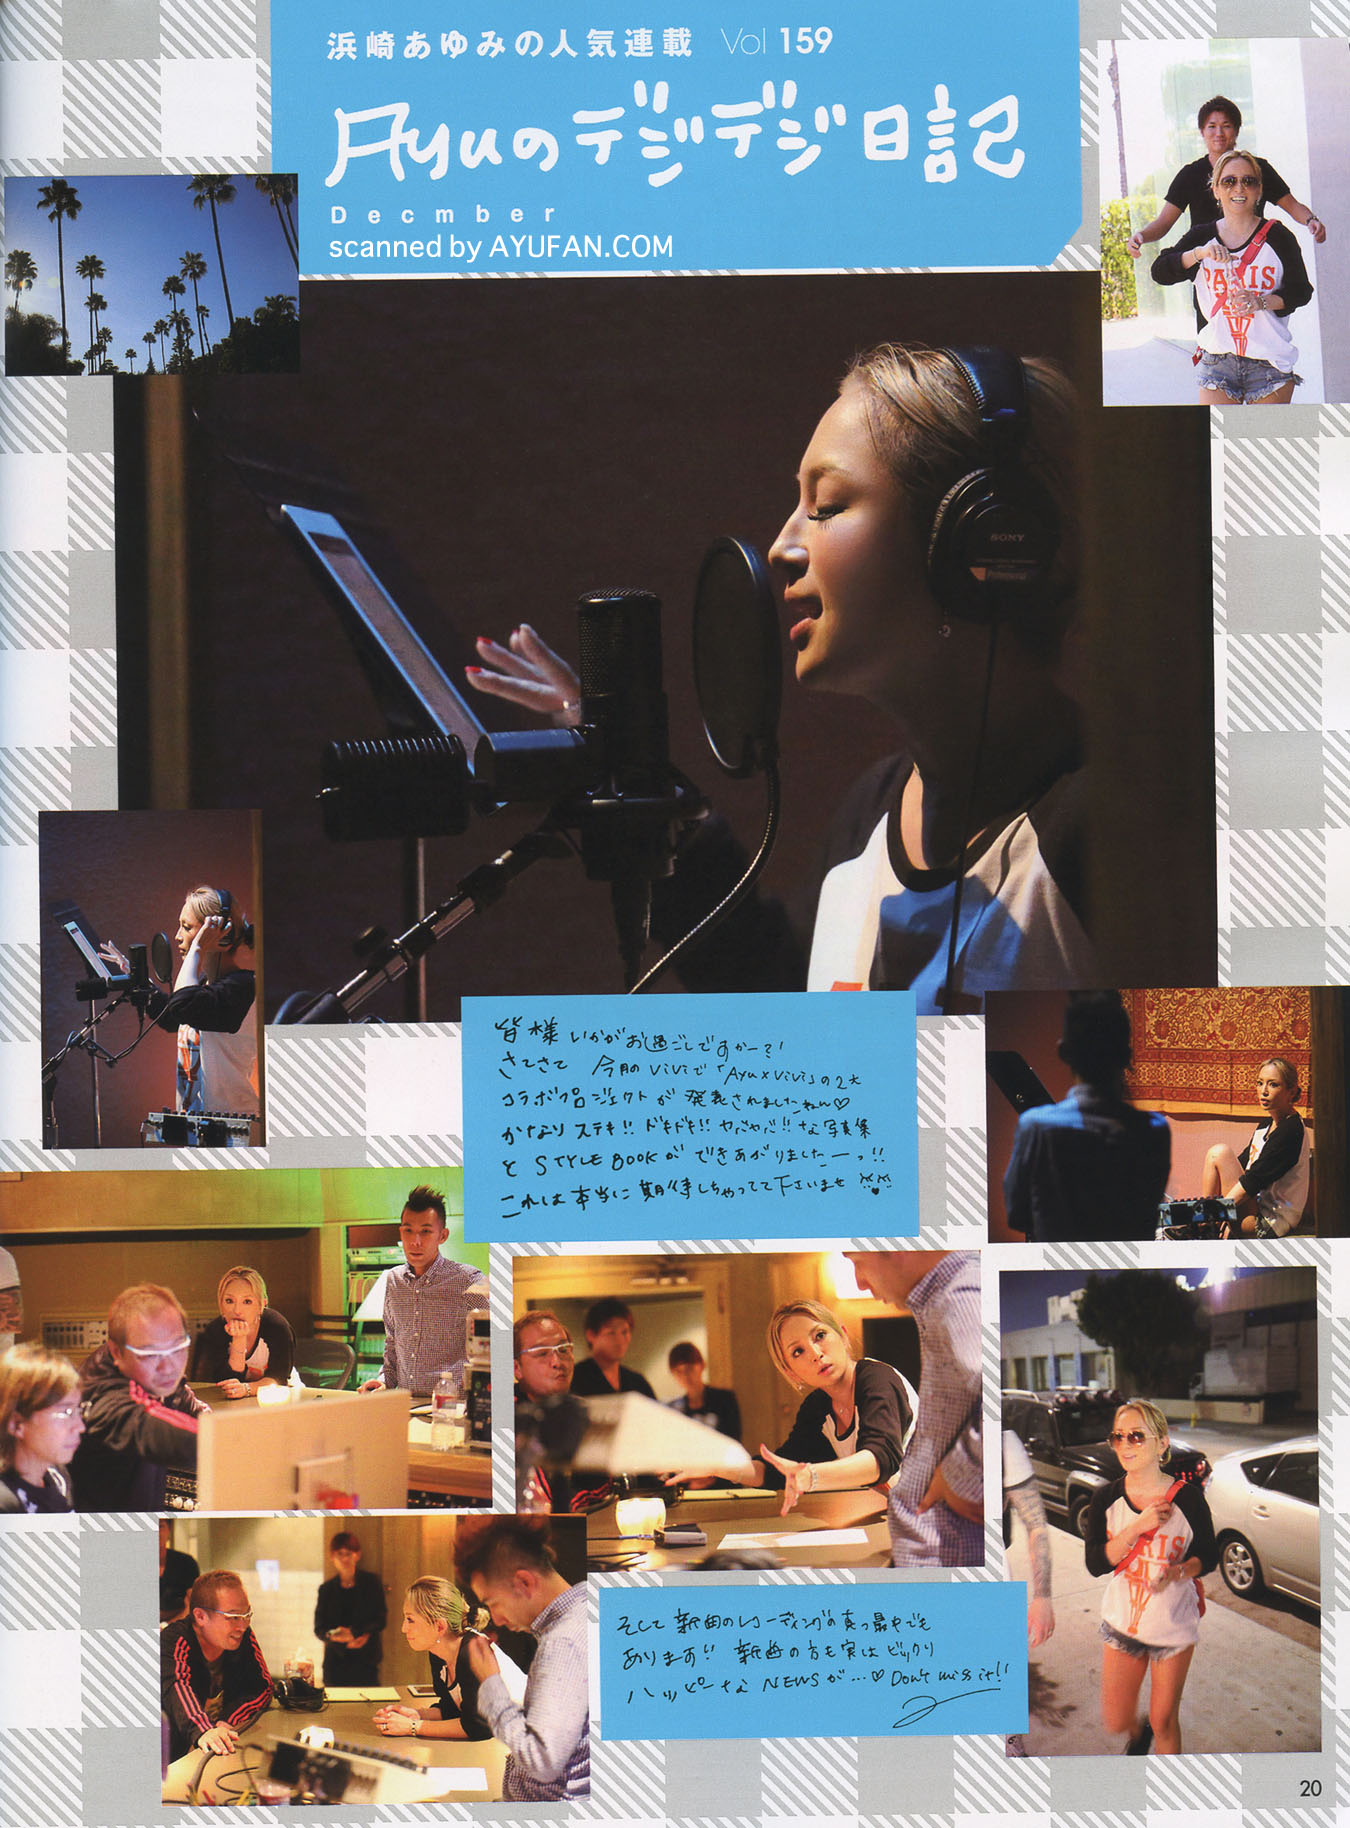 浜崎あゆみの人気連載 Vol 159
Ayuのデジデジ日記
Decmber
scanned by AYUFAN.COM
PARIS
SONY
皆様 いかがお過ごしですかー?!
さてさて 今月のViViで「Ayu×ViVi」の2大
コラボプロジェクトが発表されましたねん♡
かなりステキ!! ドキドキ!! ヤバヤバ!! な写真集
と STYLE BOOKができあがりましたーっ!!
これは本当に期待しちゃってて下さいませ
そして 新曲のレコーディングの真っ最中でも
あります!! 新曲の方も実はビックリ
ハッピーな NEWSが…♡ Don't miss it!!
PARIS
20